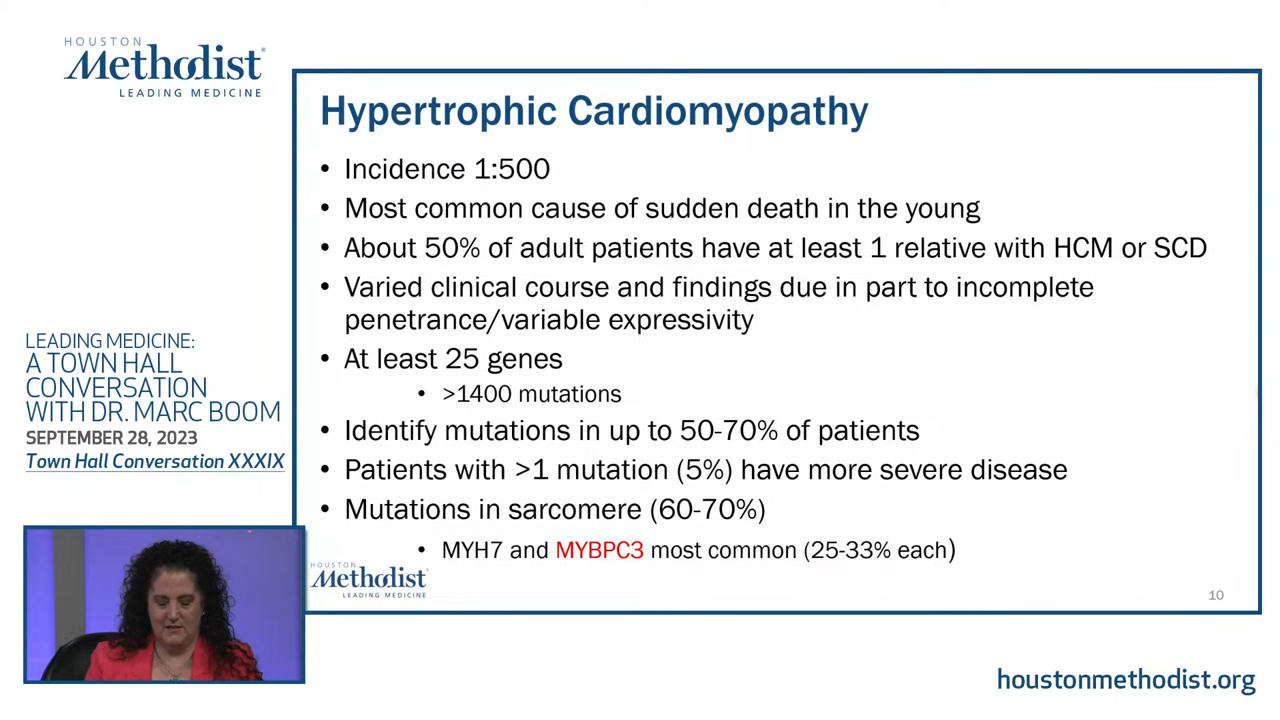 HOUSTON
Methodist®
LEADING MEDICINE
Hypertrophic Cardiomyopathy
• Incidence 1:500
• Most common cause of sudden death in the young
• About 50% of adult patients have at least 1 relative with HCM or SCD
• Varied clinical course and findings due in part to incomplete
penetrance/variable expressivity
• At least 25 genes
• >1400 mutations
• Identify mutations in up to 50-70% of patients
• Patients with >1 mutation (5%) have more severe disease
• Mutations in sarcomere (60-70%)
• MYH7 and MYBPC3 most common (25-33% each)
HOUSTON
Methodist®
LEADING MEDICINE
10
LEADING MEDICINE:
A TOWN HALL
CONVERSATION
WITH DR. MARC BOOM
SEPTEMBER 28, 2023
Town Hall Conversation XXXIX
houstonmethodist.org